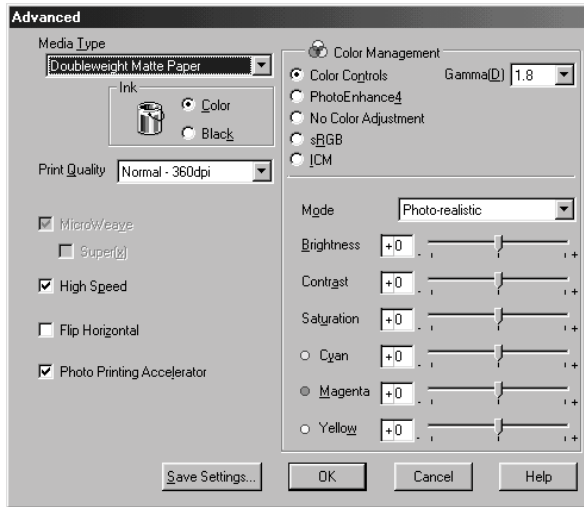 Advanced
Media Type
Doubleweight Matte Paper
Ink
Color
Black
Print Quality Normal - 360dpi
MicroWeave
Super(x)
High Speed
Flip Horizontal
Photo Printing Accelerator
Color Management
Color Controls Gamma(D) 1.8
PhotoEnhance4
No Color Adjustment
sRGB
ICM
Mode Photo-realistic
Brightness +0 - +
Contrast +0 - +
Saturation +0 - +
Cyan +0 - +
Magenta +0 - +
Yellow +0 - +
Save Settings... OK Cancel Help